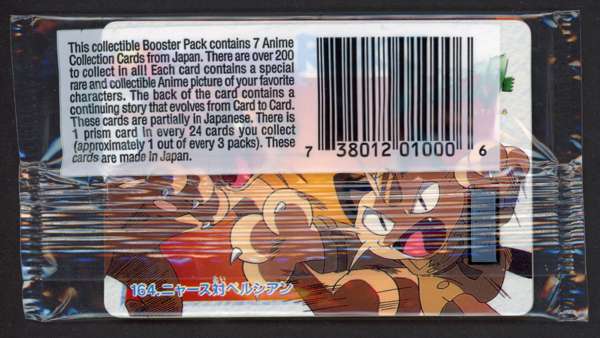 This collectible Booster Pack contains 7 Anime
Collection Cards from Japan. There are over 200
to collect in all! Each card contains a special
rare and collectible Anime picture of your favorite
characters. The back of the card contains a
continuing story that evolves from Card to Card.
These cards are partially in Japanese. There is
1 prism card in every 24 cards you collect
(approximately 1 out of every 3 packs). These
cards are made in Japan.
7 38012 01000 6
164.ニャース対ペルシアン